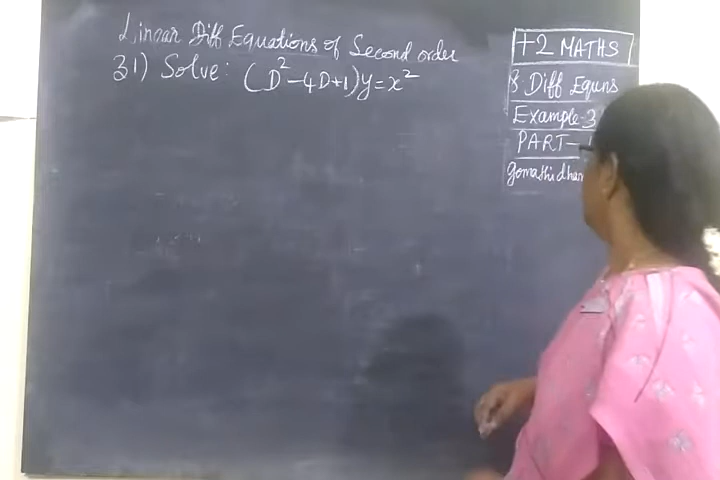 Linear Diff Equations of Second order
31) Solve: (D²-4D+1)y=x²
+2 MATHS
8 Diff Equns
Example-3
PART-